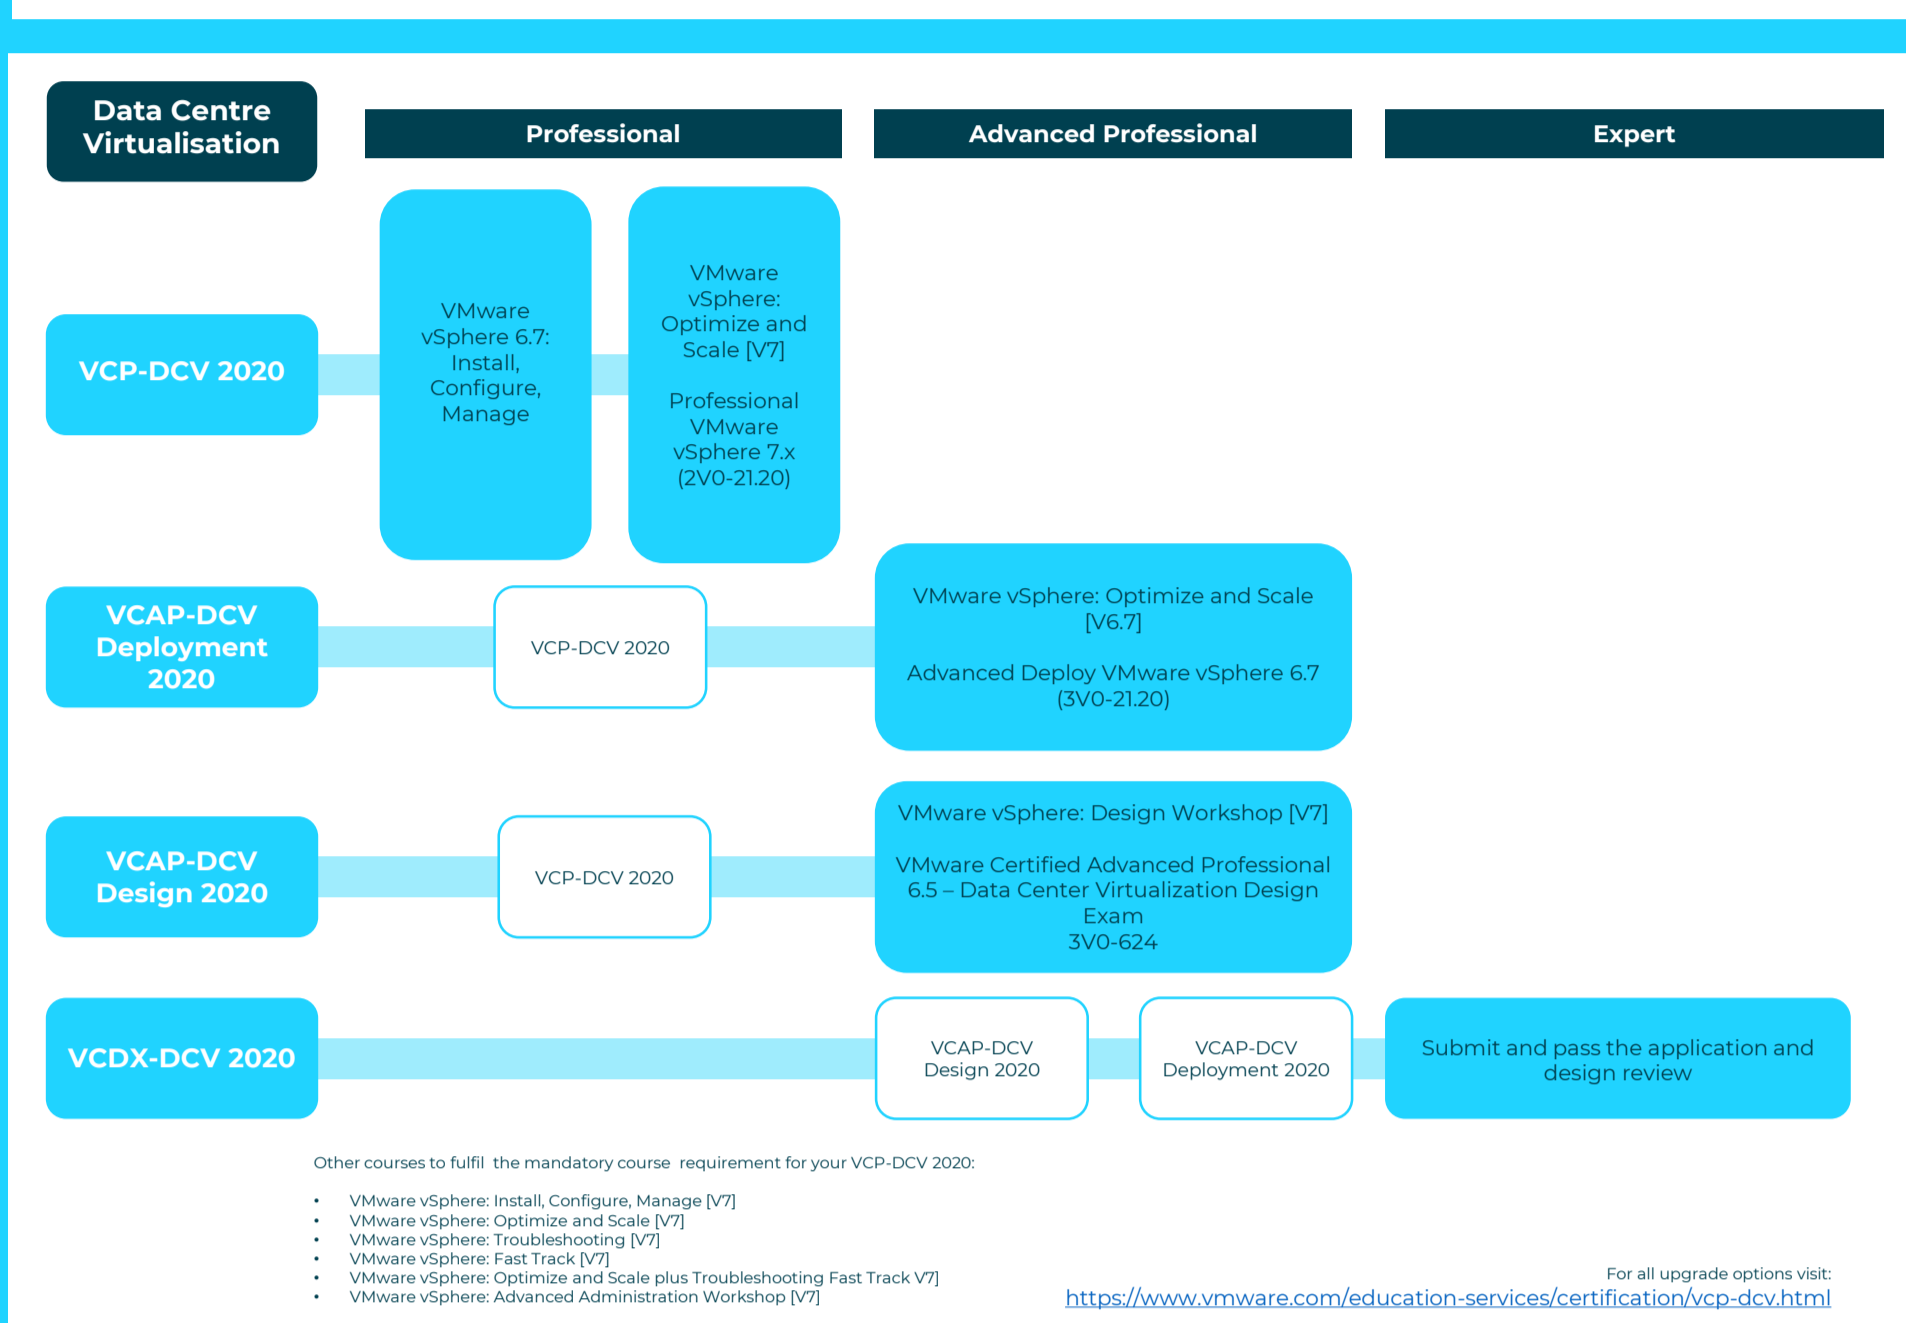 Data Centre
Virtualisation
Professional
Advanced Professional
Expert
VCP-DCV 2020
VMware
vSphere 6.7:
Install,
Configure,
Manage
VMware
vSphere:
Optimize and
Scale [V7]
Professional
VMware
vSphere 7.x
(2V0-21.20)
VCAP-DCV
Deployment
2020
VCP-DCV 2020
VMware vSphere: Optimize and Scale
[V6.7]
Advanced Deploy VMware vSphere 6.7
(3V0-21.20)
VCAP-DCV
Design 2020
VCP-DCV 2020
VMware vSphere: Design Workshop [V7]
VMware Certified Advanced Professional
6.5 – Data Center Virtualization Design
Exam
3V0-624
VCDX-DCV 2020
VCAP-DCV
Design 2020
VCAP-DCV
Deployment 2020
Submit and pass the application and
design review
Other courses to fulfil the mandatory course requirement for your VCP-DCV 2020:
• VMware vSphere: Install, Configure, Manage [V7]
• VMware vSphere: Optimize and Scale [V7]
• VMware vSphere: Troubleshooting [V7]
• VMware vSphere: Fast Track [V7]
• VMware vSphere: Optimize and Scale plus Troubleshooting Fast Track V7]
• VMware vSphere: Advanced Administration Workshop [V7]
For all upgrade options visit:
https://www.vmware.com/education-services/certification/vcp-dcv.html